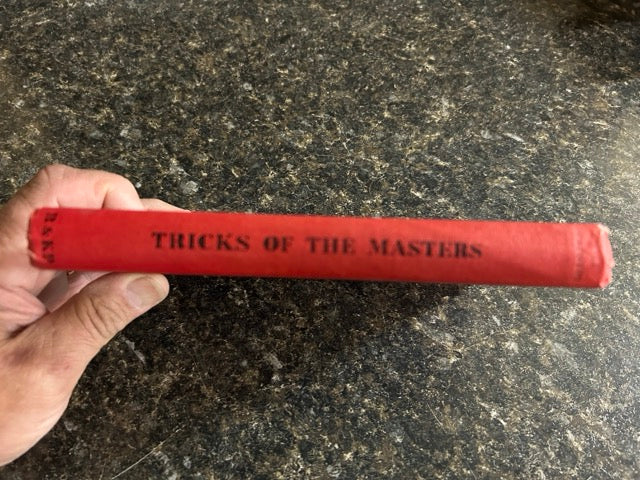 TRICKS OF THE MASTERS